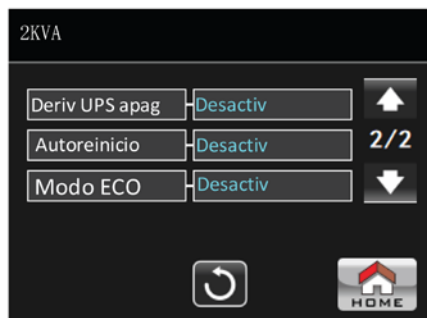 2KVA
Deriv UPS apag Desactiv
Autoreinicio Desactiv
2/2
Modo ECO Desactiv
HOME